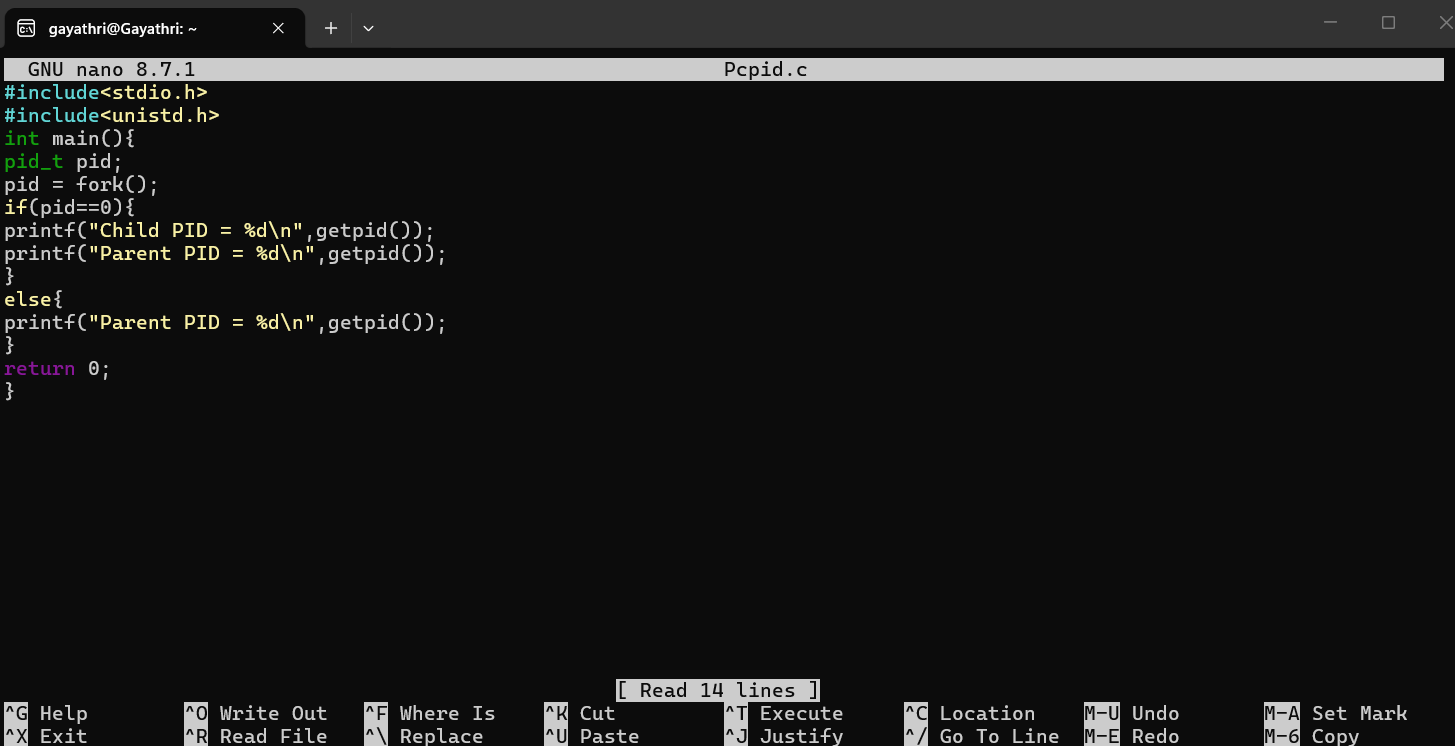 gayathri@Gayathri: ~
GNU nano 8.7.1 Pcpid.c
#include<stdio.h>
#include<unistd.h>
int main(){
pid_t pid;
pid = fork();
if(pid==0){
printf("Child PID = %d\n",getpid());
printf("Parent PID = %d\n",getpid());
}
else{
printf("Parent PID = %d\n",getpid());
}
return 0;
}
[ Read 14 lines ]
^G Help ^O Write Out ^F Where Is ^K Cut ^T Execute ^C Location M-U Undo M-A Set Mark
^X Exit ^R Read File ^\ Replace ^U Paste ^J Justify ^/ Go To Line M-E Redo M-6 Copy